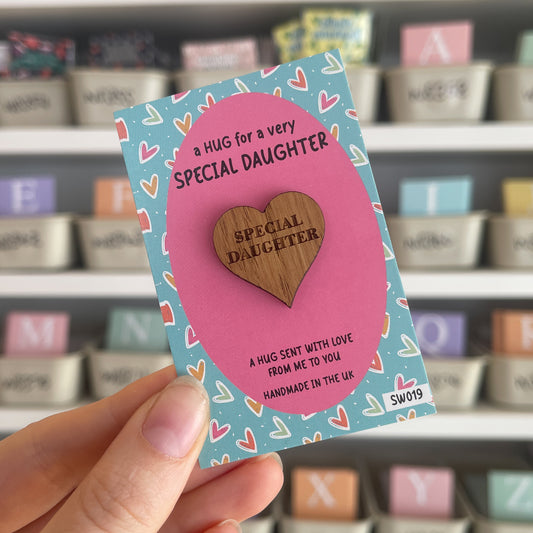 a HUG for a very
SPECIAL DAUGHTER
SPECIAL
DAUGHTER
A HUG SENT WITH LOVE
FROM ME TO YOU
HANDMADE IN THE UK
SW019
A
E
F
I
M
N
Q
X
Y
Z